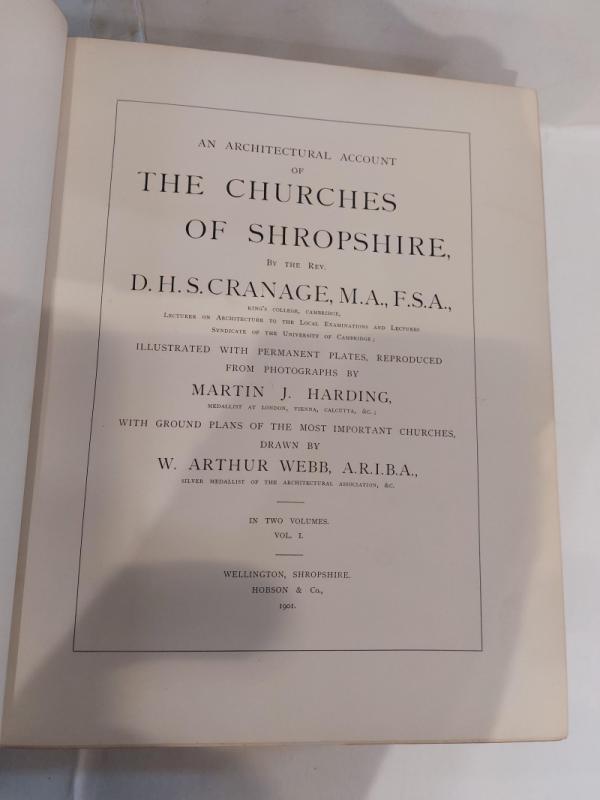 AN ARCHITECTURAL ACCOUNT
OF
THE CHURCHES
OF SHROPSHIRE,
BY THE REV.
D. H. S. CRANAGE, M.A., F.S.A.,
KING'S COLLEGE, CAMBRIDGE,
LECTURER ON ARCHITECTURE TO THE LOCAL EXAMINATIONS AND LECTURES
SYNDICATE OF THE UNIVERSITY OF CAMBRIDGE;
ILLUSTRATED WITH PERMANENT PLATES, REPRODUCED
FROM PHOTOGRAPHS BY
MARTIN J. HARDING,
MEDALLIST AT LONDON, VIENNA, CALCUTTA, &C.;
WITH GROUND PLANS OF THE MOST IMPORTANT CHURCHES,
DRAWN BY
W. ARTHUR WEBB, A.R.I.B.A.,
SILVER MEDALLIST OF THE ARCHITECTURAL ASSOCIATION, &C.
IN TWO VOLUMES.
VOL. I.
WELLINGTON, SHROPSHIRE.
HOBSON & Co.,
1901.